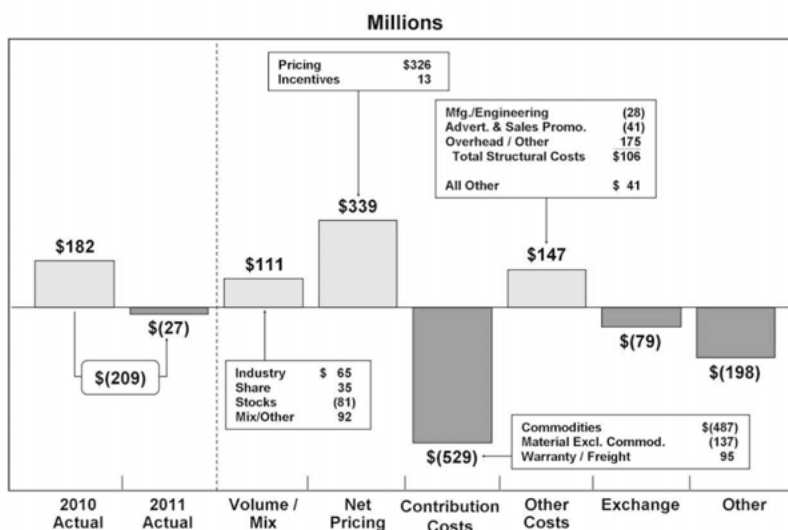 Millions
Pricing $326
Incentives 13
Mfg./Engineering (28)
Advert. & Sales Promo. (41)
Overhead / Other 175
Total Structural Costs $106
All Other $ 41
$339
$182
$111
$147
$(27)
$(79)
$(209)
$(198)
Industry $ 65
Share 35
Stocks (81)
Mix/Other 92
$(529)
Commodities $(487)
Material Excl. Commod. (137)
Warranty / Freight 95
2010 Actual
2011 Actual
Volume / Mix
Net Pricing
Contribution Costs
Other Costs
Exchange
Other